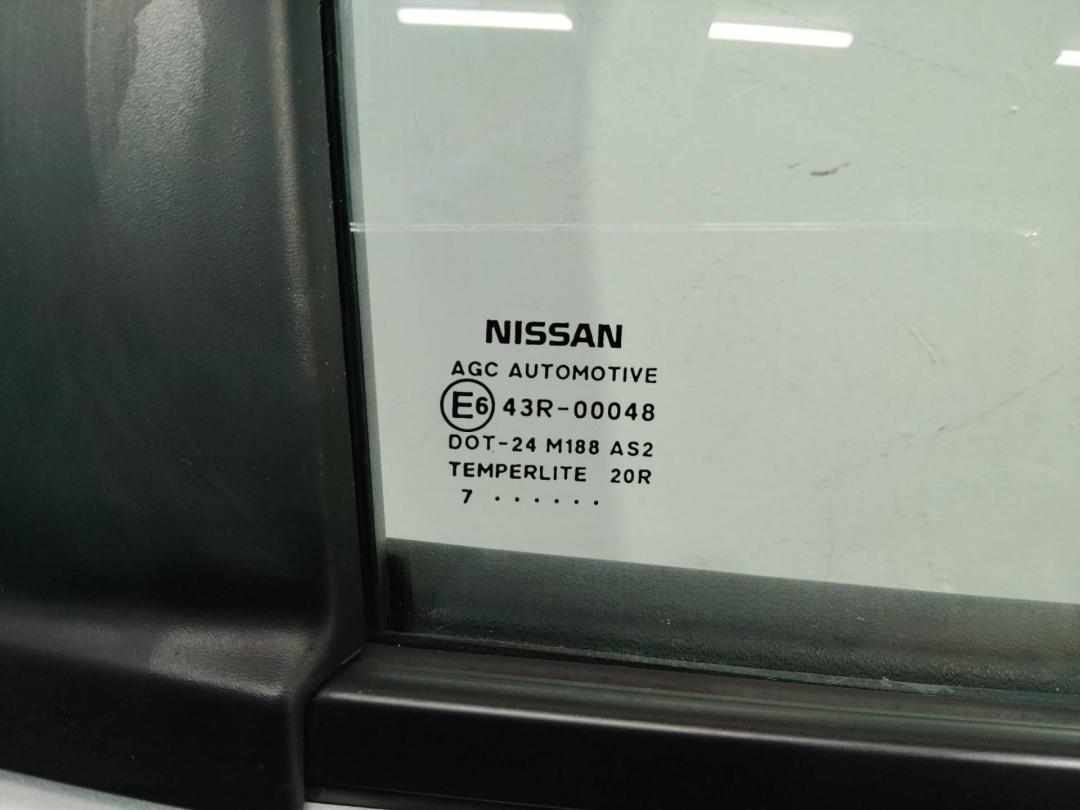 NISSAN
AGC AUTOMOTIVE
E6 43R-00048
DOT-24 M188 AS2
TEMPERLITE 20R
7 . . . . . .